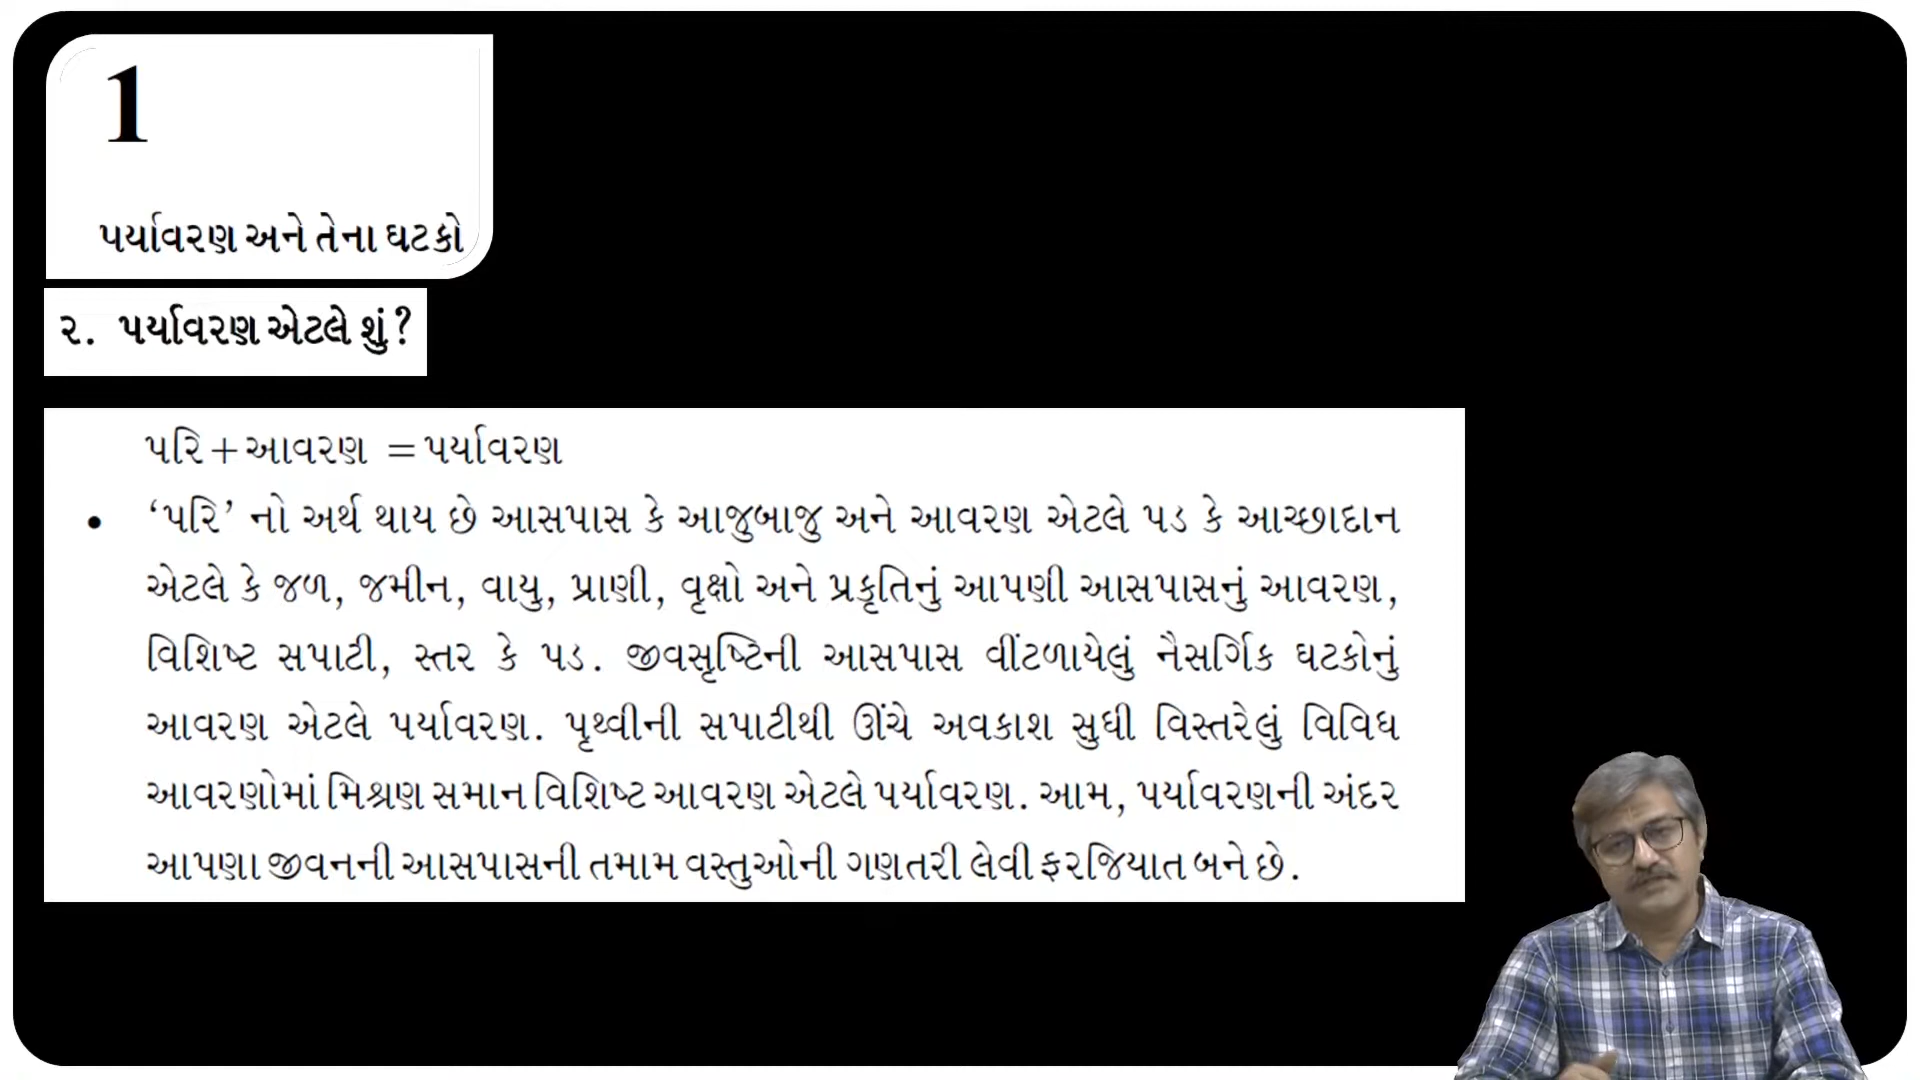 1
પર્યાવરણ અને તેના ઘટકો
૨. પર્યાવરણ એટલે શું?
પરિ + આવરણ = પર્યાવરણ
• ‘પરિ’ નો અર્થ થાય છે આસપાસ કે આજુબાજુ અને આવરણ એટલે પડ કે આચ્છાદાન
એટલે કે જળ, જમીન, વાયુ, પ્રાણી, વૃક્ષો અને પ્રકૃતિનું આપણી આસપાસનું આવરણ,
વિશિષ્ટ સપાટી, સ્તર કે પડ. જીવસૃષ્ટિની આસપાસ વીંટળાયેલું નૈસર્ગિક ઘટકોનું
આવરણ એટલે પર્યાવરણ. પૃથ્વીની સપાટીથી ઊંચે અવકાશ સુધી વિસ્તરેલું વિવિધ
આવરણોમાં મિશ્રણ સમાન વિશિષ્ટ આવરણ એટલે પર્યાવરણ. આમ, પર્યાવરણની અંદર
આપણા જીવનની આસપાસની તમામ વસ્તુઓની ગણતરી લેવી ફરજિયાત બને છે.